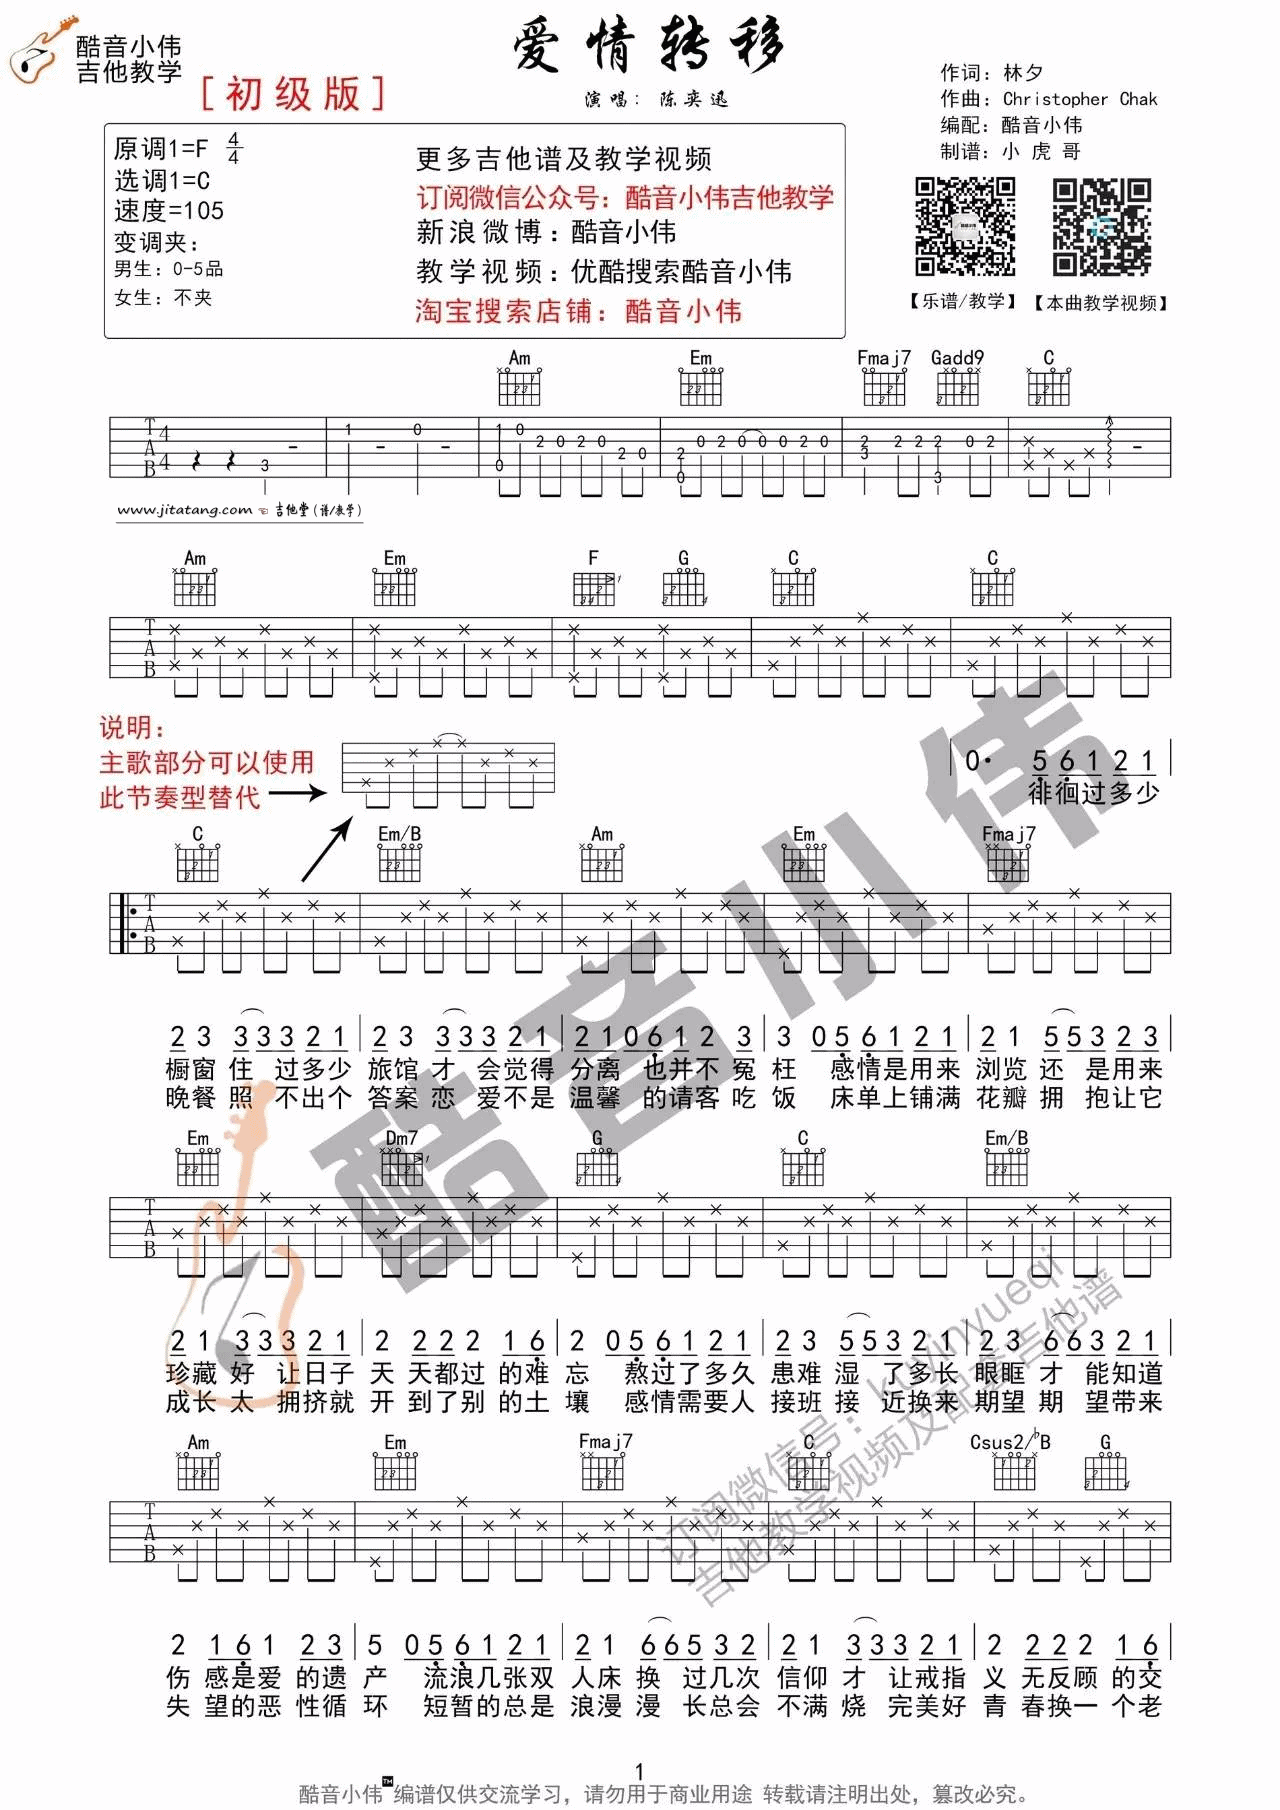 酷音小伟
吉他教学
[初级版]
爱情转移
演唱：陈奕迅
作词：林夕
作曲：Christopher Chak
编配：酷音小伟
制谱：小虎哥
原调1=F 4/4
选调1=C
速度=105
变调夹：
男生：0-5品
女生：不夹
更多吉他谱及教学视频
订阅微信公众号：酷音小伟吉他教学
新浪微博：酷音小伟
教学视频：优酷搜索酷音小伟
淘宝搜索店铺：酷音小伟
【乐谱/教学】 【本曲教学视频】
Am Em Fmaj7 Gadd9 C
www.jitatang.com 吉他堂(谱/教学)
Am Em F G C C
说明：
主歌部分可以使用
此节奏型替代
0· 5 6 1 2 1
徘徊过多少
C Em/B Am Em Fmaj7
2 3 3 3 3 2 1 2 3 3 3 3 2 1 2 1 0 6 1 2 3 3 0 5 6 1 2 1 2 1 5 5 3 2 3
橱窗 住 过多少 旅馆 才 会觉得 分离 也并不 冤 枉 感情是用来 浏览 还 是用来
晚餐 照 不出个 答案 恋 爱不是 温馨 的请客 吃 饭 床单上铺满 花瓣 拥 抱让它
Em Dm7 G C Em/B
2 1 3 3 3 2 1 2 2 2 2 1 6 2 0 5 6 1 2 1 2 3 5 5 3 2 1 2 3 6 6 3 2 1
珍藏 好 让日子 天 天都过 的难 忘 熬过了多久 患难 湿 了多长 眼眶 才 能知道
成长 太 拥挤就 开 到了别 的土 壤 感情需要人 接班 接 近换来 期望 期 望带来
Am Em Fmaj7 C Csus2/♭B G
2 1 6 1 2 3 5 0 5 6 1 2 1 2 1 6 6 5 3 2 2 1 3 3 3 2 1 2 2 2 2 1 6
伤 感是爱 的遗 产 流浪几张双 人床 换 过几次 信仰 才 让戒指 义 无反顾 的交
失 望的恶 性循 环 短暂的总是 浪漫 漫 长总会 不满 烧 完美好 青 春换一 个老
酷音小伟
订阅微信号：kuyinyueqi
吉他教学视频及配套吉他谱
1
酷音小伟™编谱仅供交流学习，请勿用于商业用途 转载请注明出处，篡改必究。